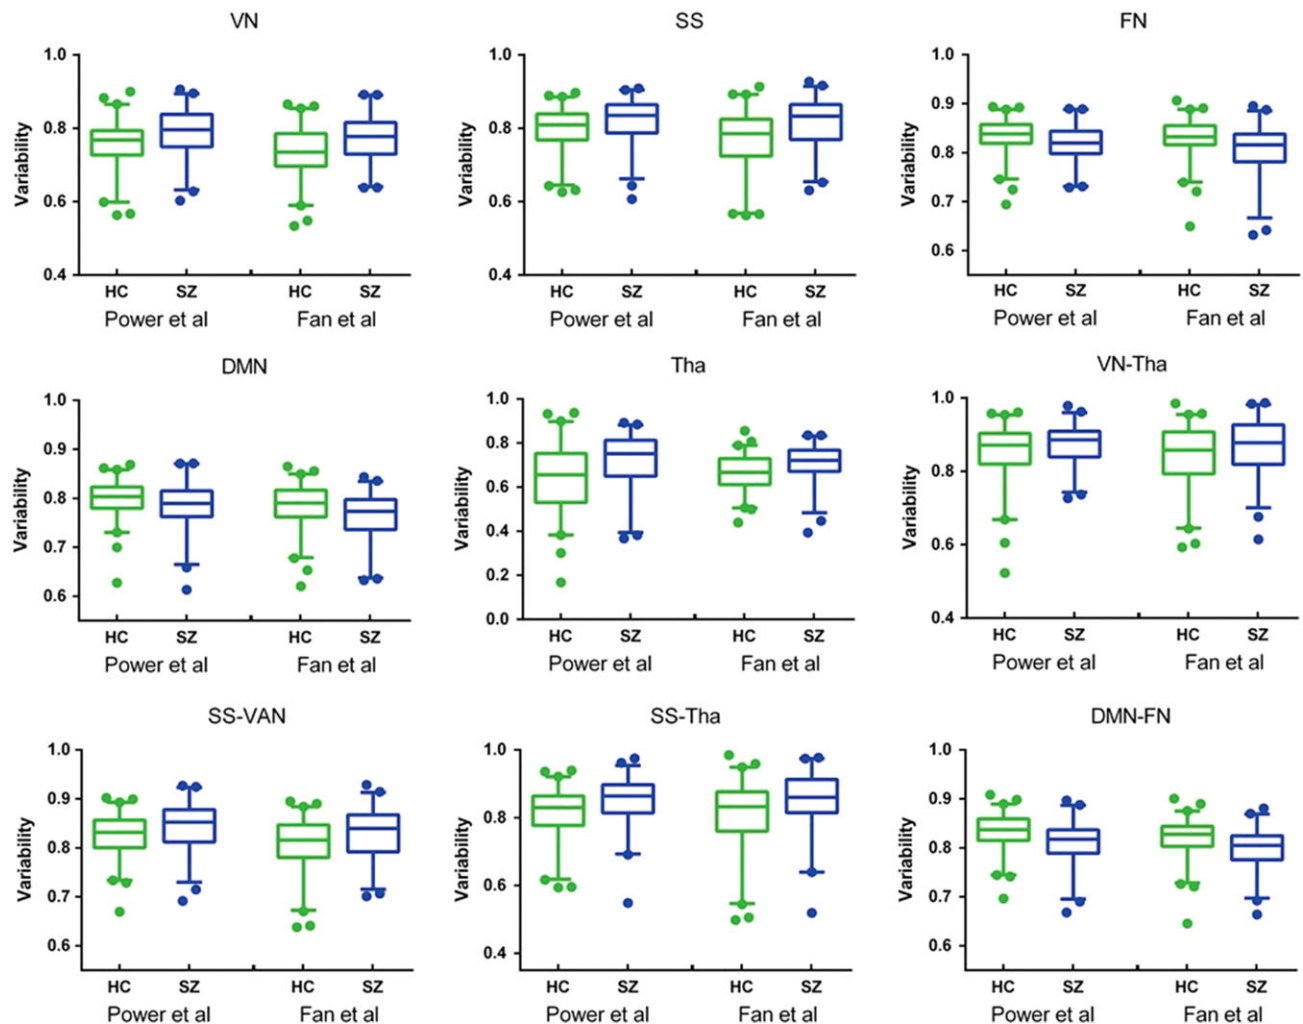 VN
SS
FN
1.0
0.8
0.6
0.4
Variability
HC SZ HC SZ
Power et al Fan et al
1.0
0.8
0.6
0.4
Variability
HC SZ HC SZ
Power et al Fan et al
1.0
0.9
0.8
0.7
0.6
Variability
HC SZ HC SZ
Power et al Fan et al
DMN
Tha
VN-Tha
1.0
0.9
0.8
0.7
0.6
Variability
HC SZ HC SZ
Power et al Fan et al
1.0
0.8
0.6
0.4
0.2
0.0
Variability
HC SZ HC SZ
Power et al Fan et al
1.0
0.8
0.6
0.4
Variability
HC SZ HC SZ
Power et al Fan et al
SS-VAN
SS-Tha
DMN-FN
1.0
0.9
0.8
0.7
0.6
Variability
HC SZ HC SZ
Power et al Fan et al
1.0
0.8
0.6
0.4
Variability
HC SZ HC SZ
Power et al Fan et al
1.0
0.9
0.8
0.7
0.6
Variability
HC SZ HC SZ
Power et al Fan et al